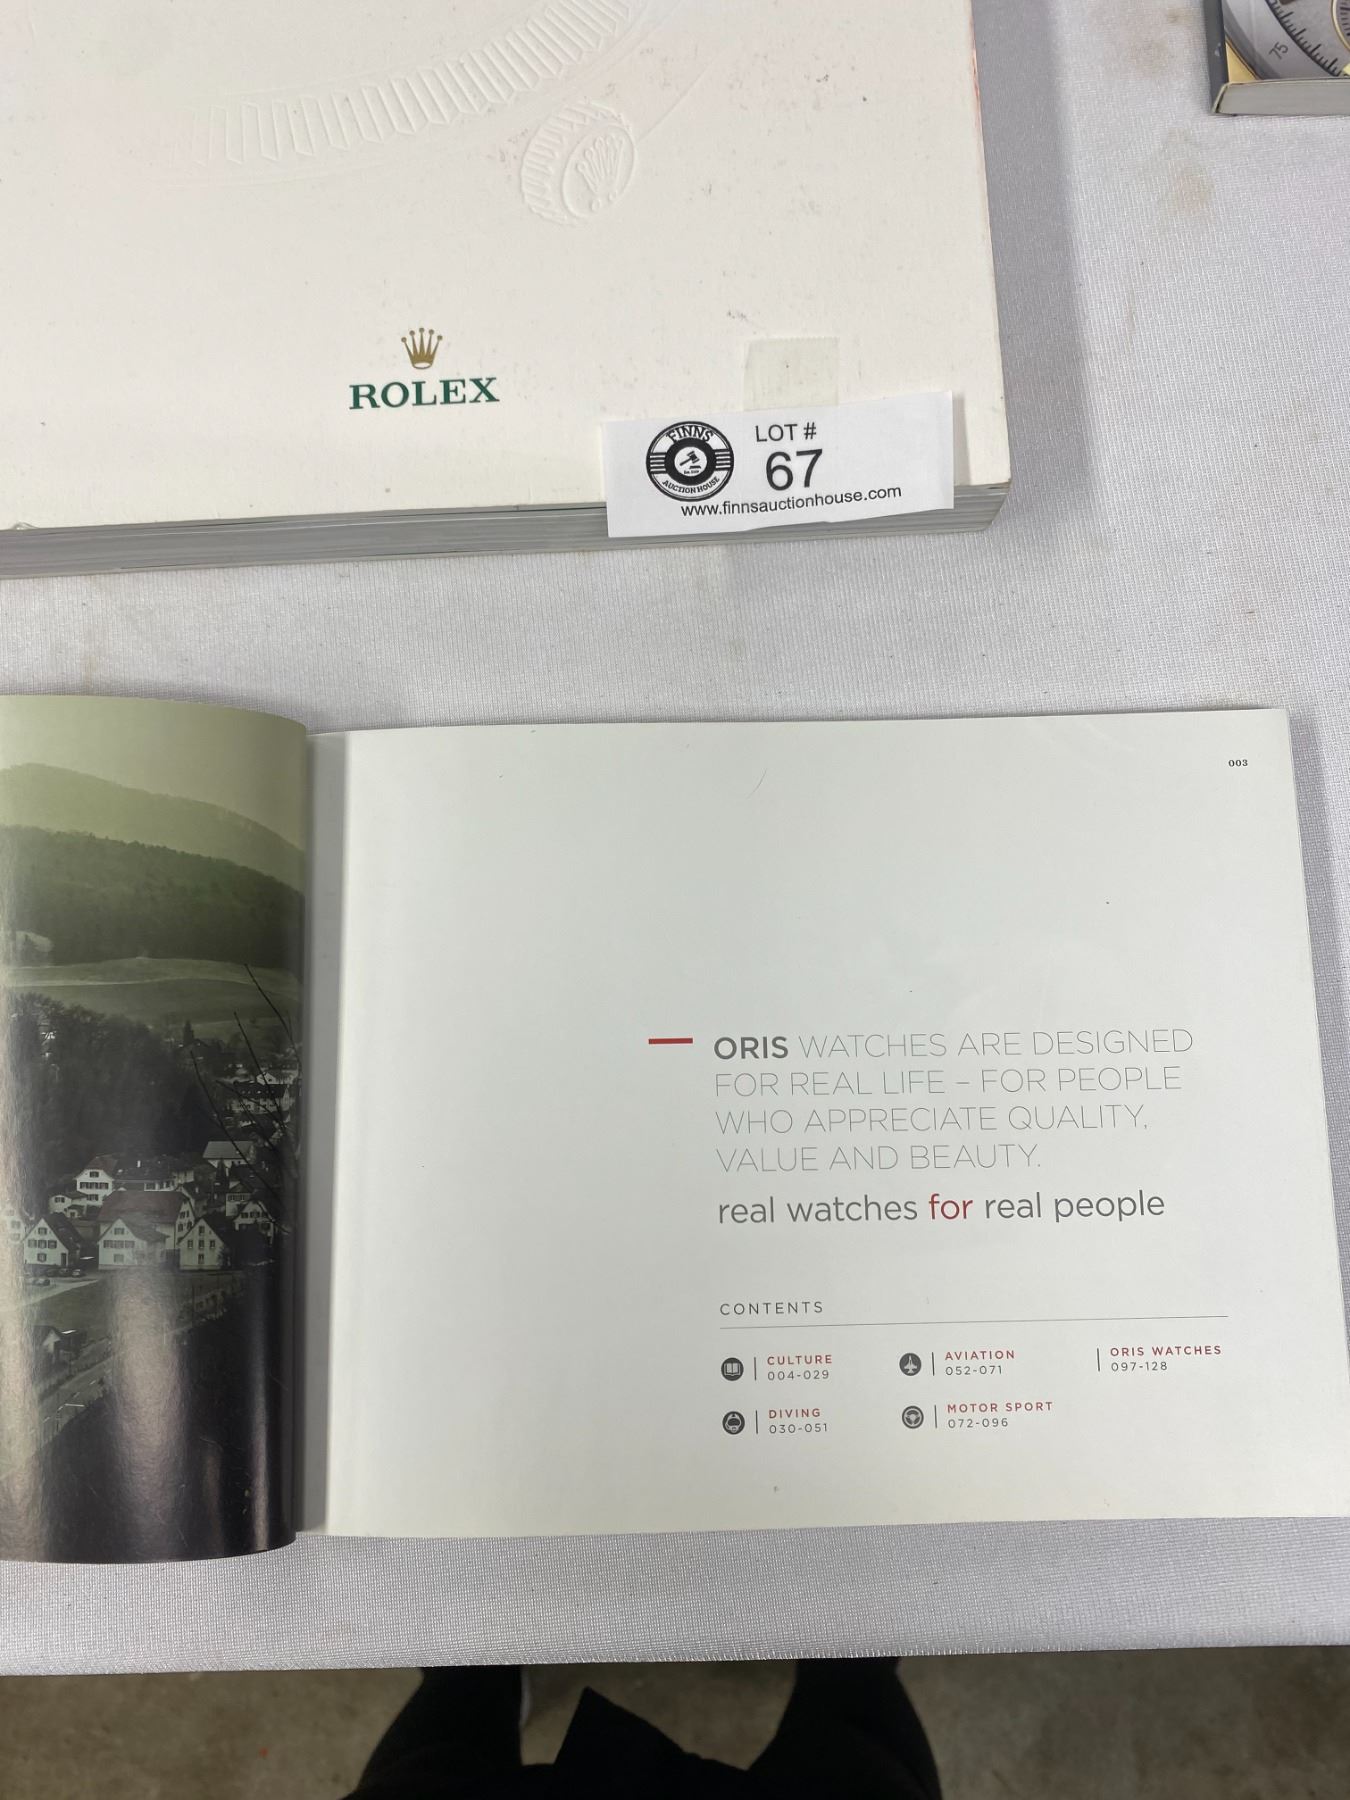 75
ROLEX
FINNS
AUCTION HOUSE
LOT #
67
www.finnsauctionhouse.com
003
ORIS WATCHES ARE DESIGNED
FOR REAL LIFE – FOR PEOPLE
WHO APPRECIATE QUALITY,
VALUE AND BEAUTY.
real watches for real people
CONTENTS
CULTURE
004-029
AVIATION
052-071
ORIS WATCHES
097-128
DIVING
030-051
MOTOR SPORT
072-096